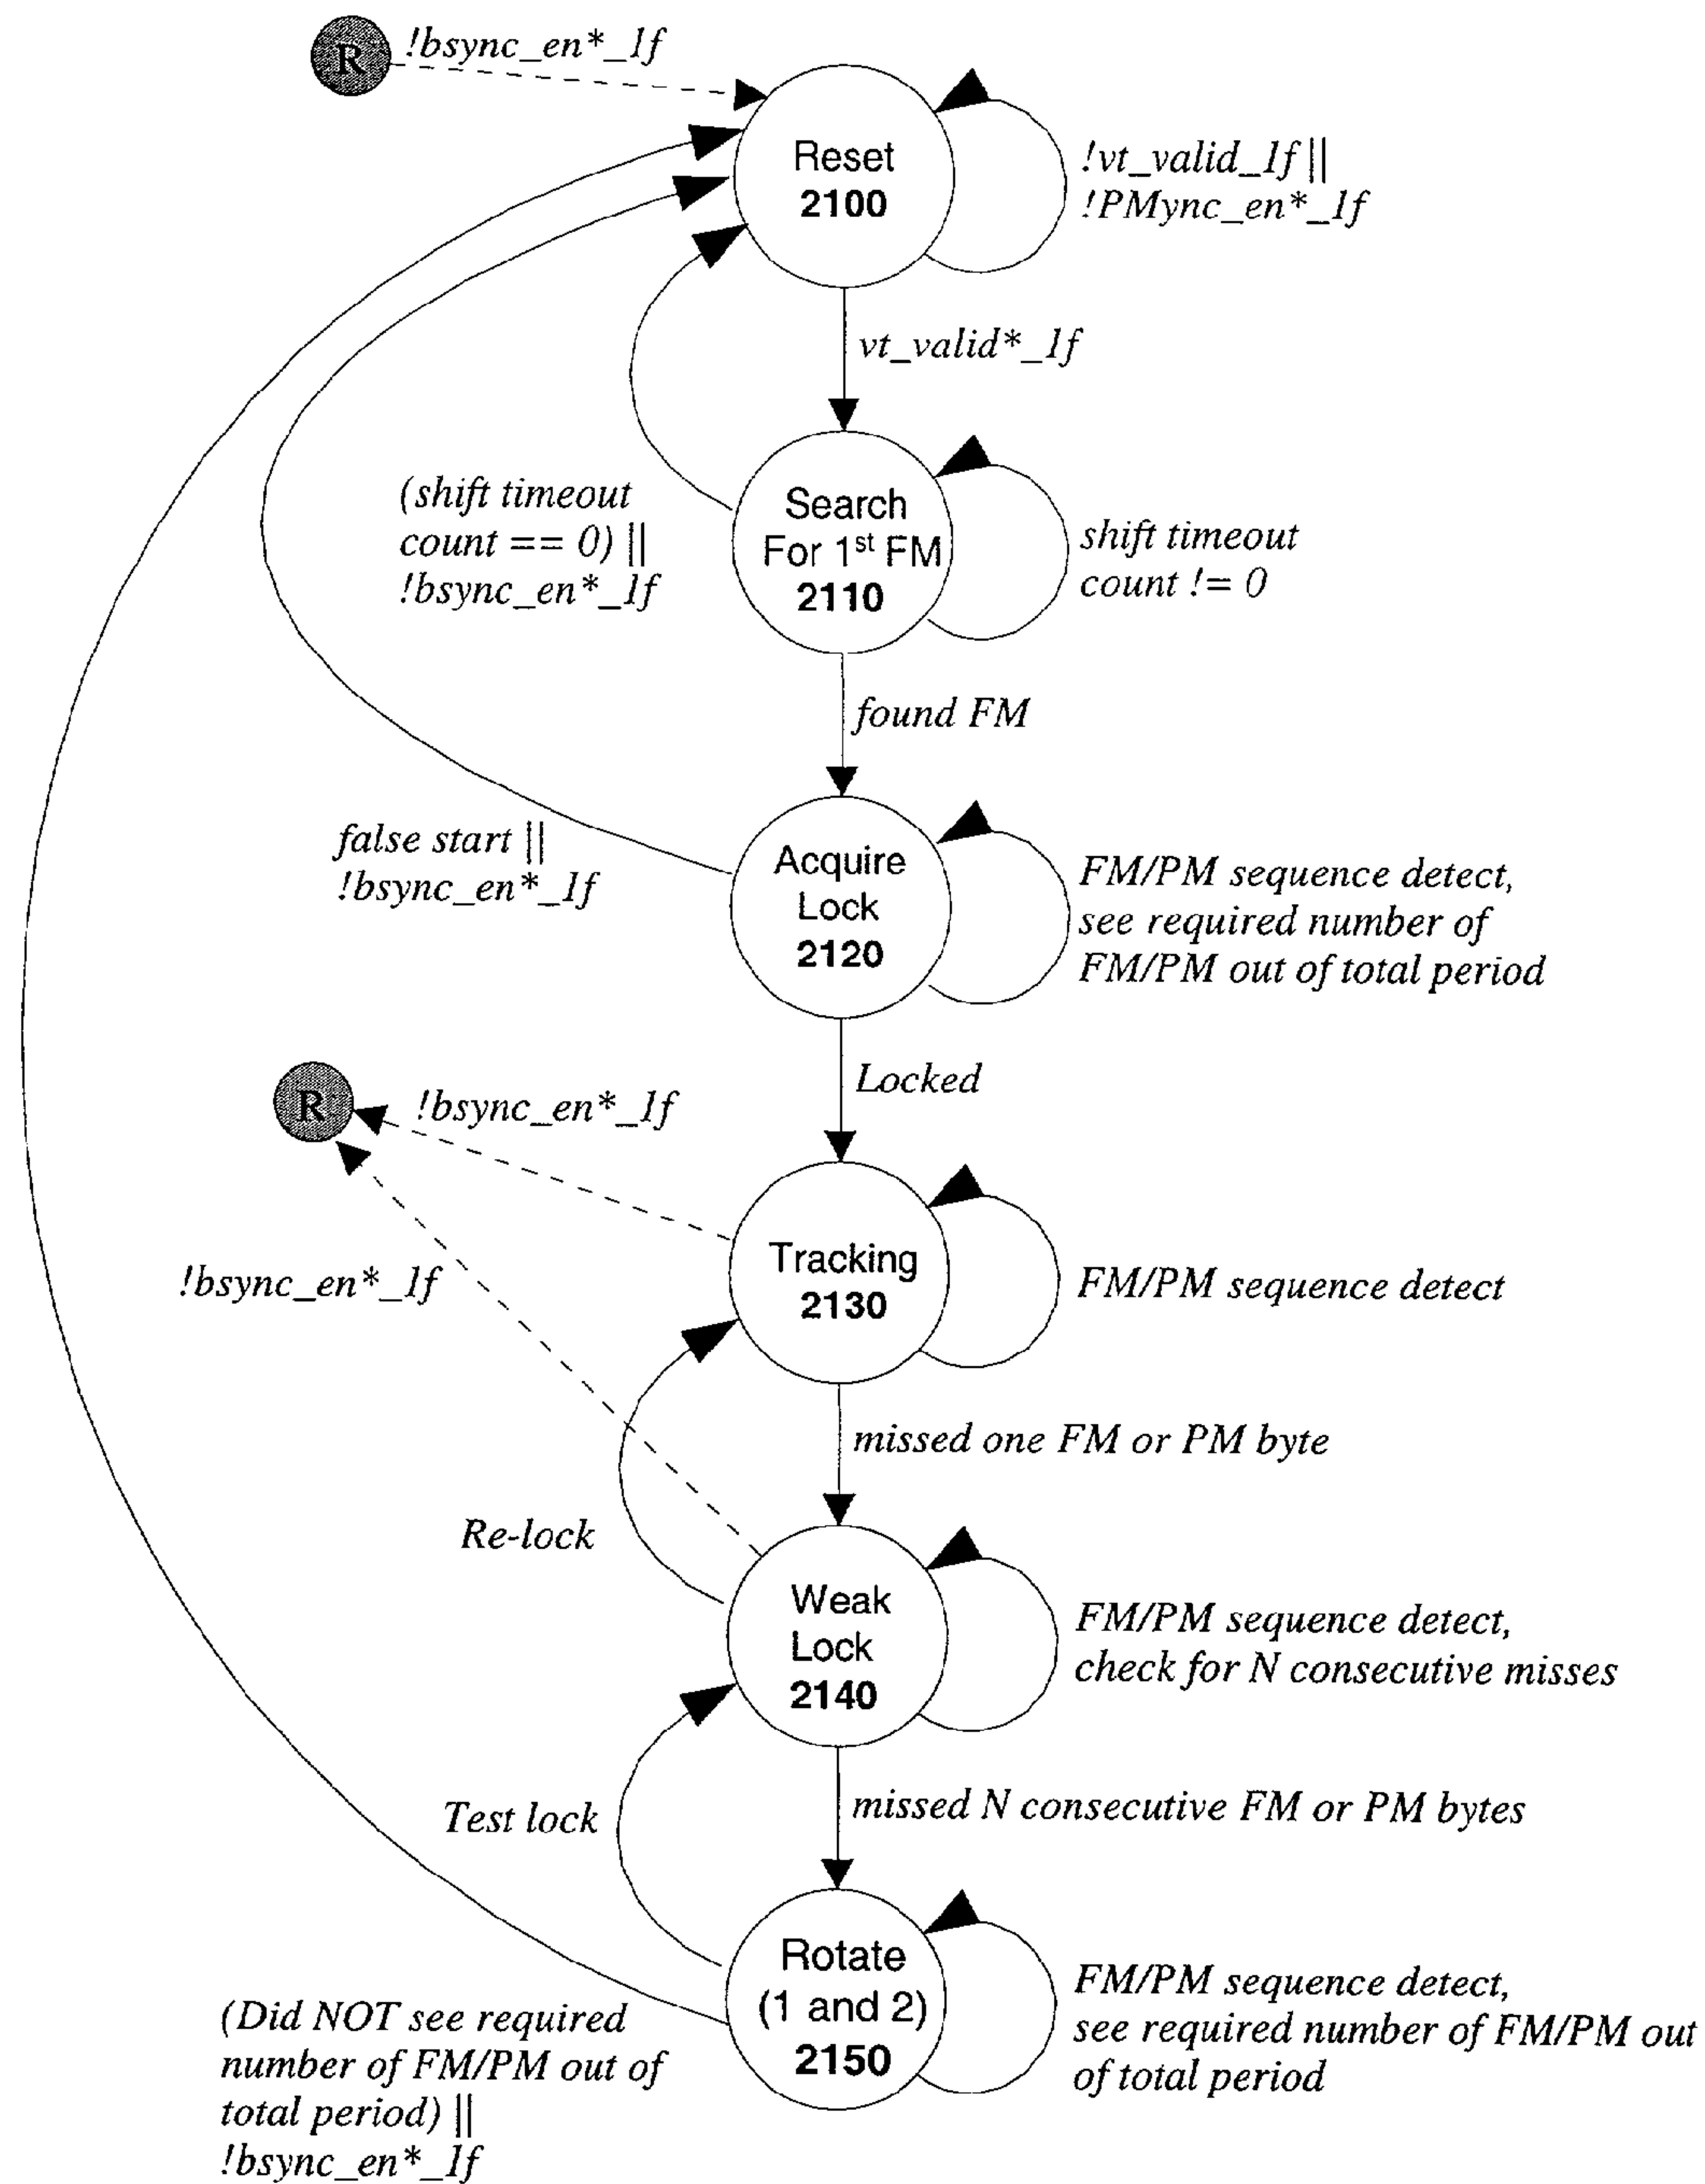 R
!bsync_en*_1f
Reset
2100
!vt_valid_1f ||
!PMync_en*_1f
vt_valid*_1f
(shift timeout
count == 0) ||
!bsync_en*_1f
Search
For 1st FM
2110
shift timeout
count != 0
found FM
false start ||
!bsync_en*_1f
Acquire
Lock
2120
FM/PM sequence detect,
see required number of
FM/PM out of total period
Locked
R
!bsync_en*_1f
!bsync_en*_1f
Tracking
2130
FM/PM sequence detect
missed one FM or PM byte
Re-lock
Weak
Lock
2140
FM/PM sequence detect,
check for N consecutive misses
Test lock
missed N consecutive FM or PM bytes
Rotate
(1 and 2)
2150
FM/PM sequence detect,
see required number of FM/PM out
of total period
(Did NOT see required
number of FM/PM out of
total period) ||
!bsync_en*_1f